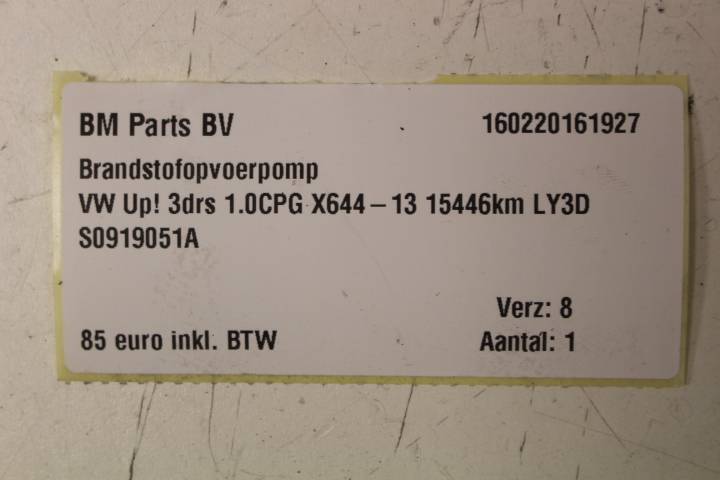 BM Parts BV 160220161927
Brandstofopvoerpomp
VW Up! 3drs 1.0CPG X644-13 15446km LY3D
S0919051A
Verz: 8
85 euro inkl. BTW Aantal: 1